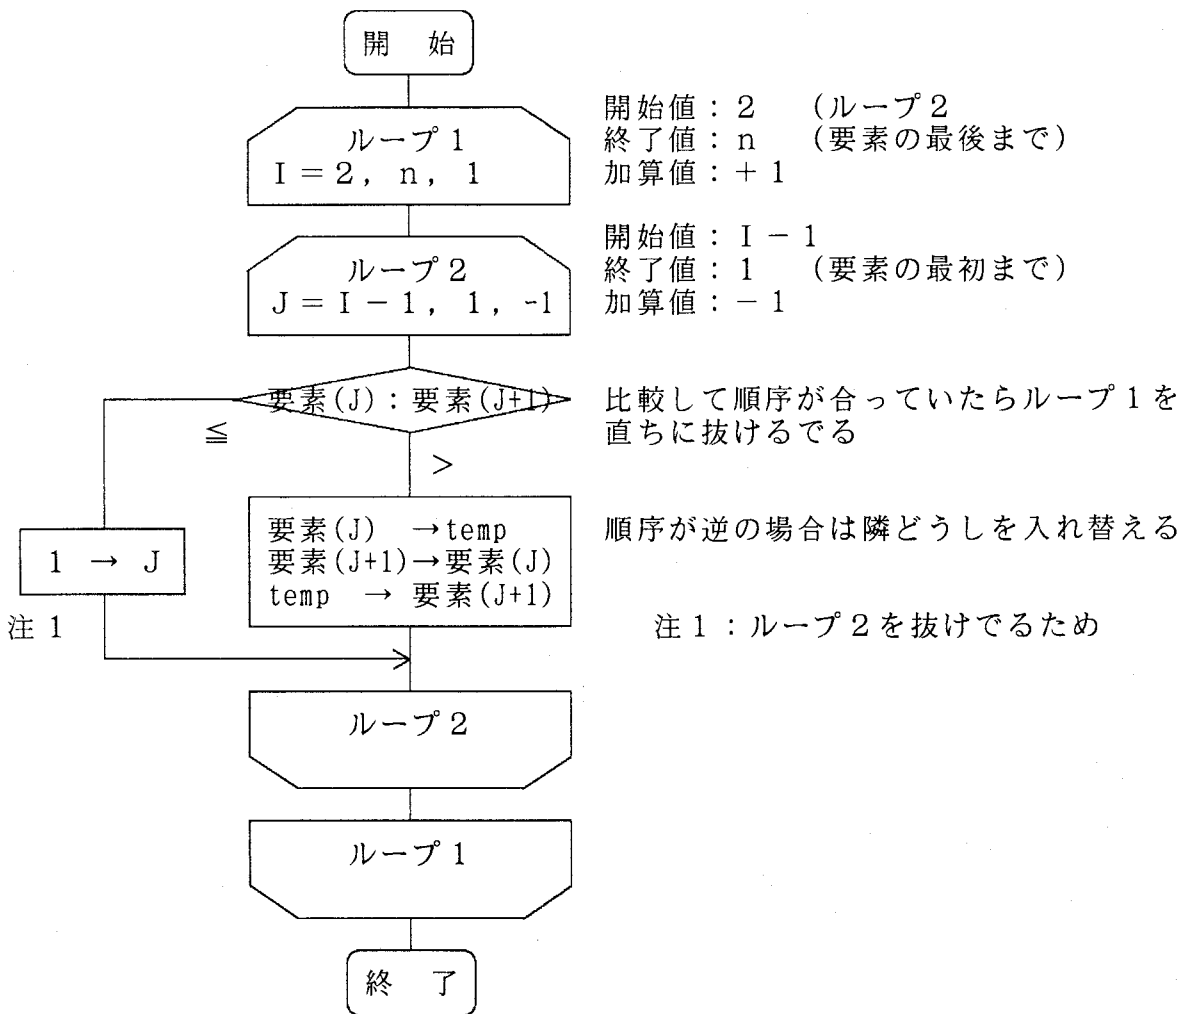 開 始
ループ1
I=2, n, 1
開始値:2 (ループ2
終了値:n (要素の最後まで)
加算値:+1
ループ2
J=I-1, 1, -1
開始値:I-1
終了値:1 (要素の最初まで)
加算値:-1
要素(J):要素(J+1)
比較して順序が合っていたらループ1を
直ちに抜けるでる
≦
>
1 → J
注1
要素(J) →temp
要素(J+1)→要素(J)
temp → 要素(J+1)
順序が逆の場合は隣どうしを入れ替える
注1:ループ2を抜けでるため
ループ2
ループ1
終 了